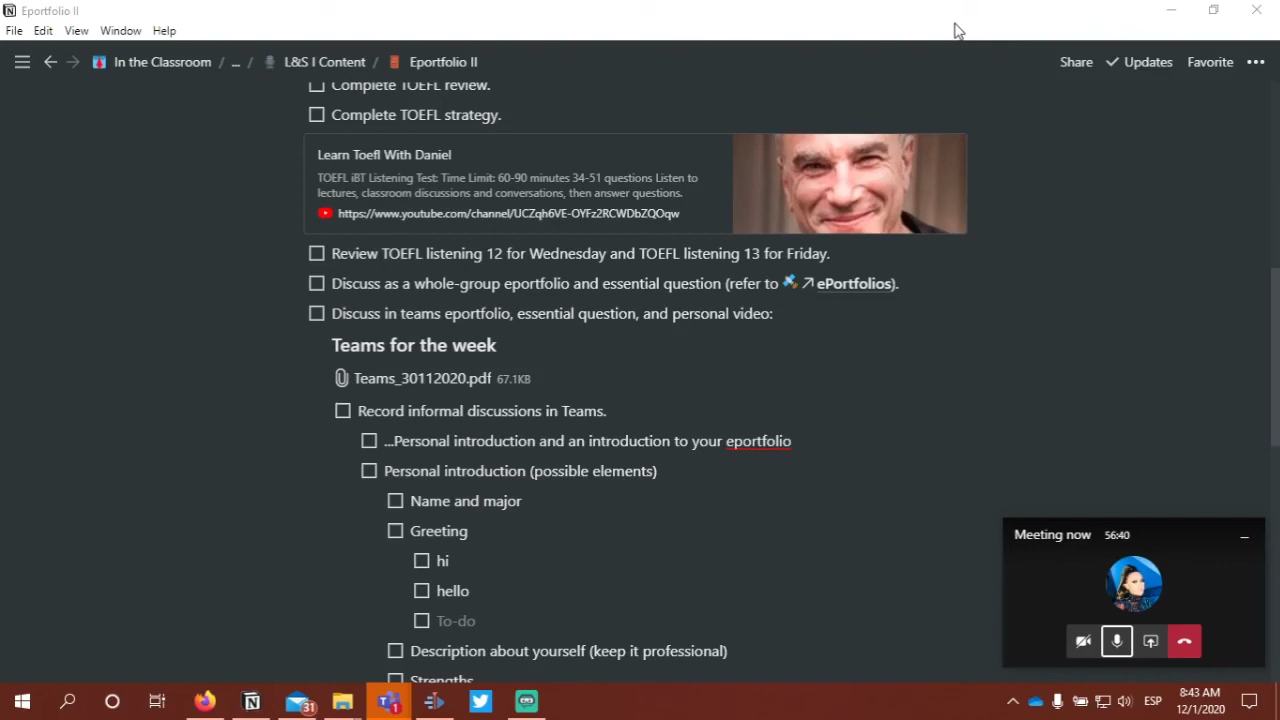 Eportfolio II
File Edit View Window Help
In the Classroom / ... / L&S I Content / Eportfolio II
Share Updates Favorite •••
Complete TOEFL review.
Complete TOEFL strategy.
Learn Toefl With Daniel
TOEFL iBT Listening Test: Time Limit: 60-90 minutes 34-51 questions Listen to
lectures, classroom discussions and conversations, then answer questions.
https://www.youtube.com/channel/UCZqh6VE-OYFz2RCWDbZQOqw
Review TOEFL listening 12 for Wednesday and TOEFL listening 13 for Friday.
Discuss as a whole-group eportfolio and essential question (refer to ePortfolios).
Discuss in teams eportfolio, essential question, and personal video:
Teams for the week
Teams_30112020.pdf 67.1KB
Record informal discussions in Teams.
...Personal introduction and an introduction to your eportfolio
Personal introduction (possible elements)
Name and major
Greeting
hi
hello
To-do
Description about yourself (keep it professional)
Strengths
Meeting now 56:40
31
1
ESP
8:43 AM
12/1/2020